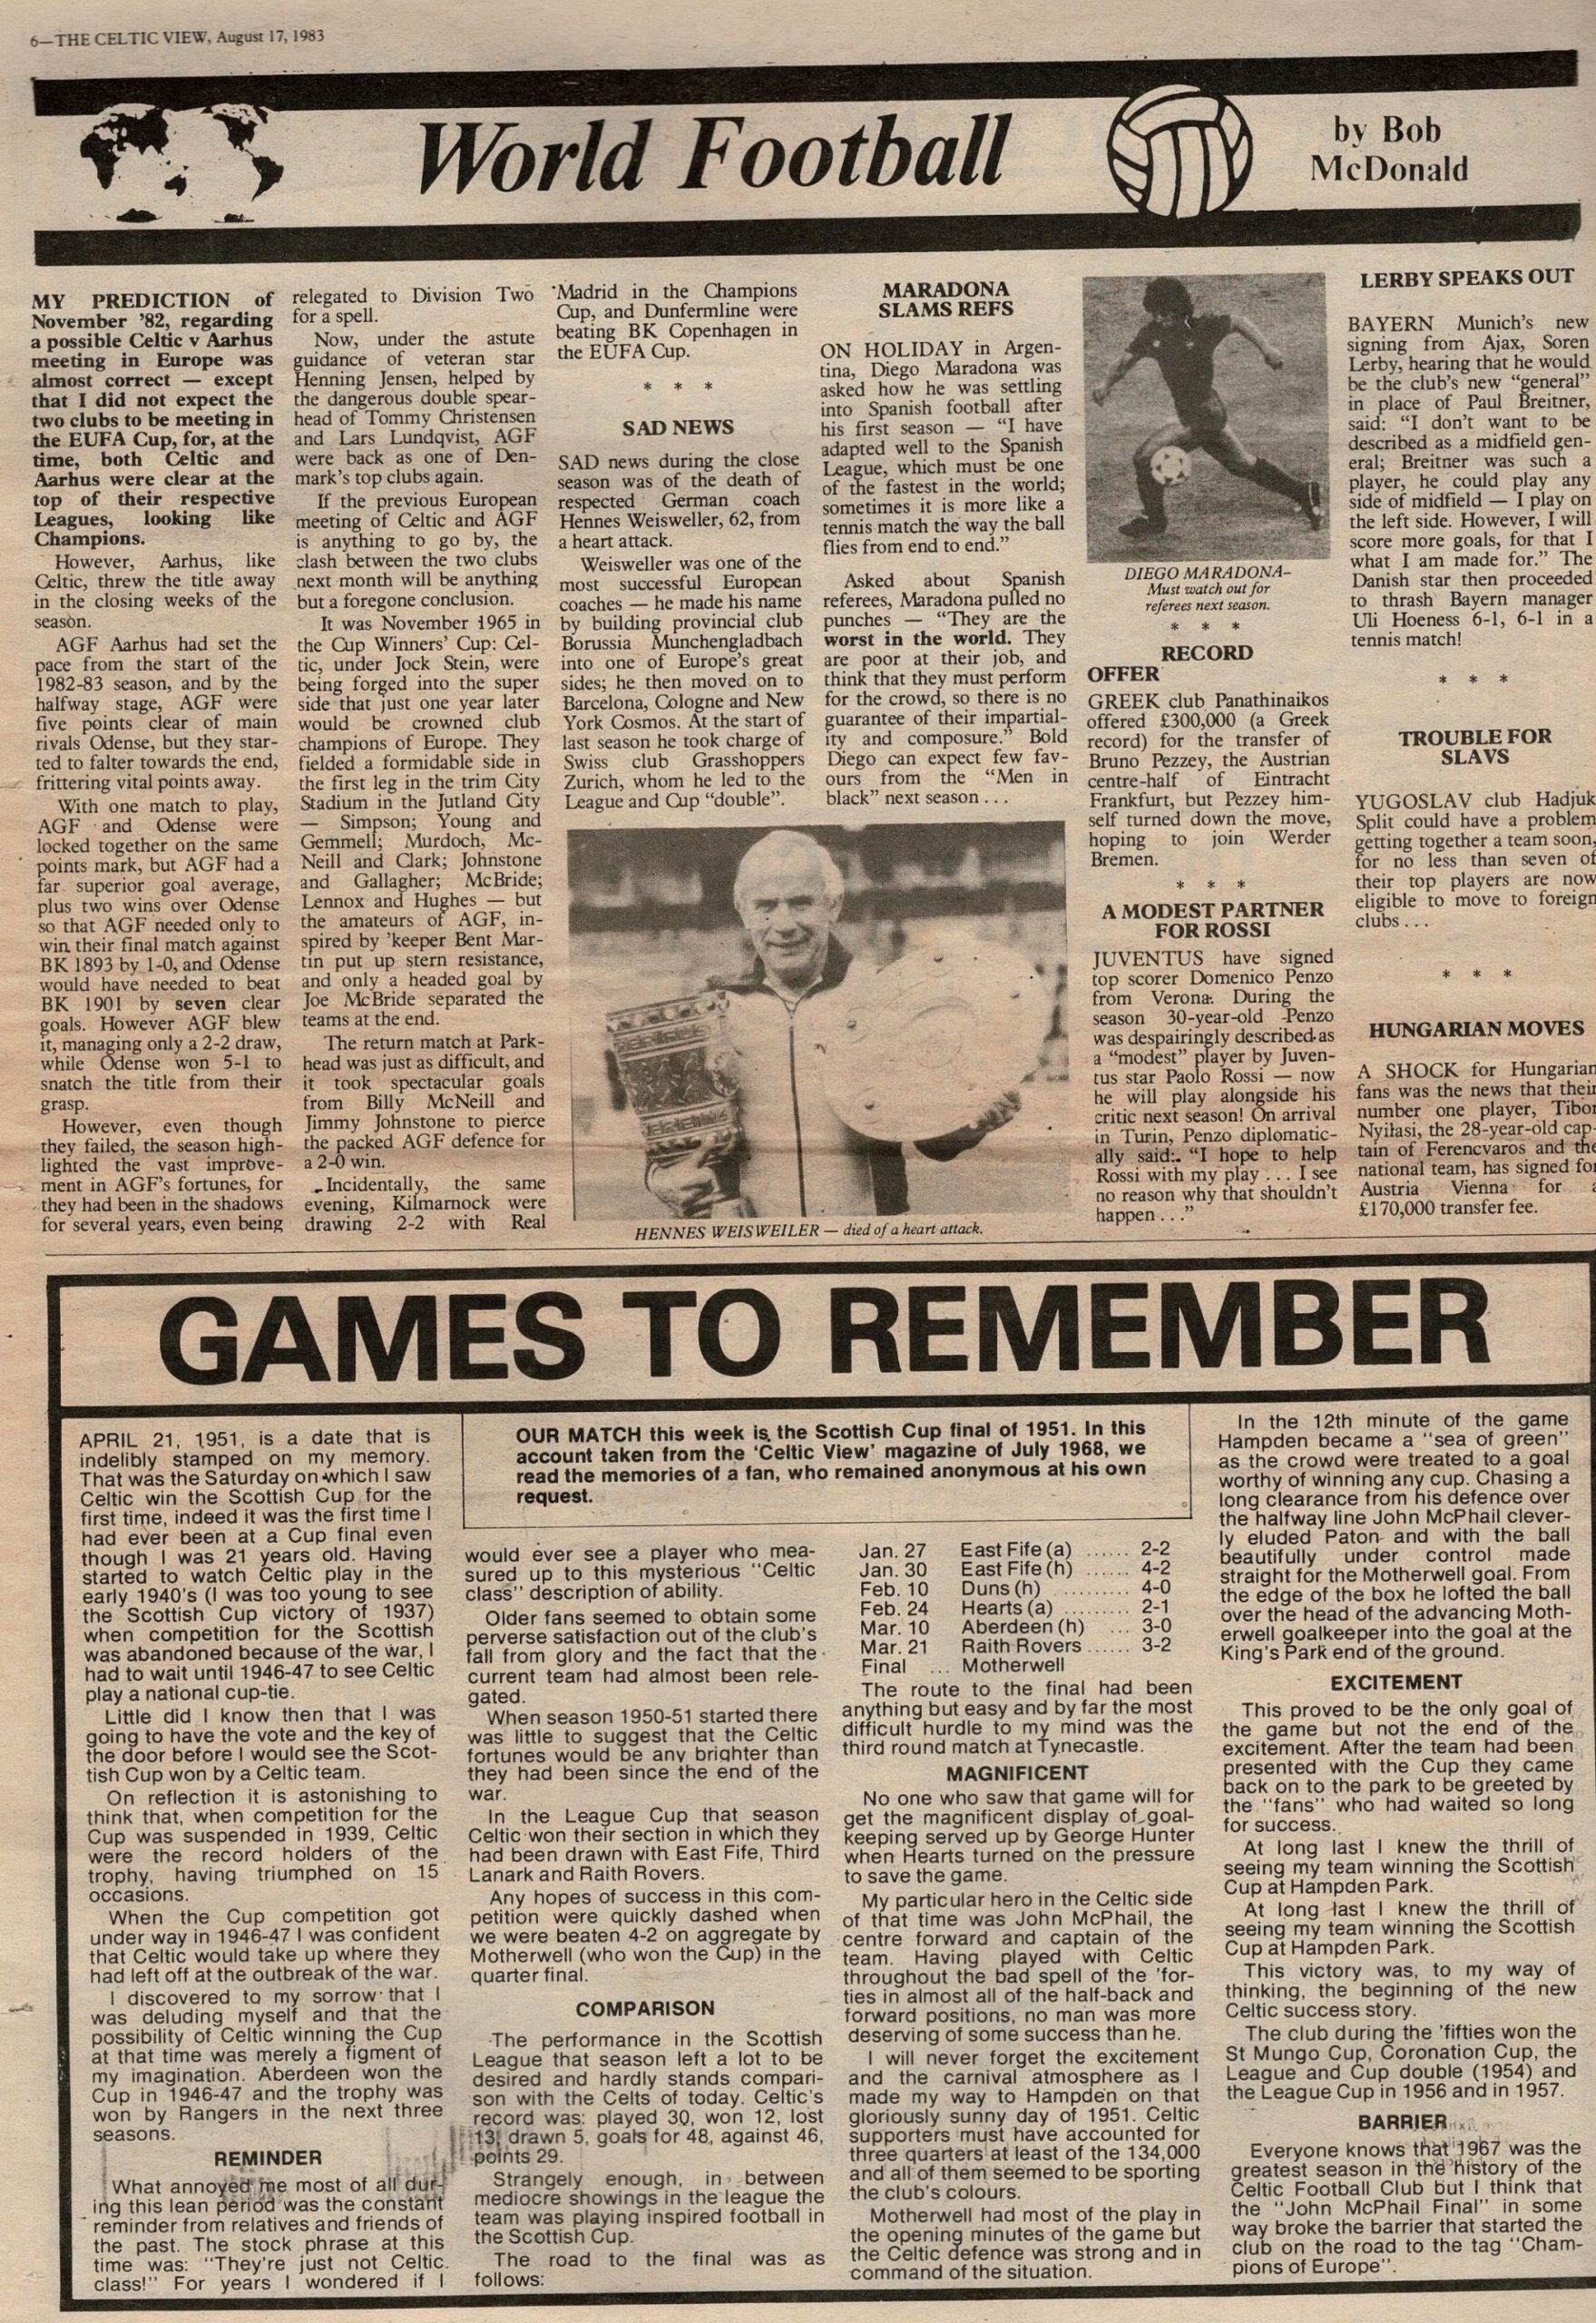 6—THE CELTIC VIEW, August 17, 1983
World Football
by Bob
McDonald
MY PREDICTION of
November '82, regarding
a possible Celtic v Aarhus
meeting in Europe was
almost correct — except
that I did not expect the
two clubs to be meeting in
the EUFA Cup, for, at the
time, both Celtic and
Aarhus were clear at the
top of their respective
Leagues, looking like
Champions.
However, Aarhus, like
Celtic, threw the title away
in the closing weeks of the
season.
AGF Aarhus had set the
pace from the start of the
1982-83 season, and by the
halfway stage, AGF were
five points clear of main
rivals Odense, but they star-
ted to falter towards the end,
frittering vital points away.
With one match to play,
AGF and Odense were
locked together on the same
points mark, but AGF had a
far superior goal average,
plus two wins over Odense
so that AGF needed only to
win their final match against
BK 1893 by 1-0, and Odense
would have needed to beat
BK 1901 by seven clear
goals. However AGF blew
it, managing only a 2-2 draw,
while Odense won 5-1 to
snatch the title from their
grasp.
However, even though
they failed, the season high-
lighted the vast improve-
ment in AGF's fortunes, for
they had been in the shadows
for several years, even being
relegated to Division Two
for a spell.
Now, under the astute
guidance of veteran star
Henning Jensen, helped by
the dangerous double spear-
head of Tommy Christensen
and Lars Lundqvist, AGF
were back as one of Den-
mark's top clubs again.
If the previous European
meeting of Celtic and AGF
is anything to go by, the
clash between the two clubs
next month will be anything
but a foregone conclusion.
It was November 1965 in
the Cup Winners' Cup: Cel-
tic, under Jock Stein, were
being forged into the super
side that just one year later
would be crowned club
champions of Europe. They
fielded a formidable side in
the first leg in the trim City
Stadium in the Jutland City
— Simpson; Young and
Gemmell; Murdoch, Mc-
Neill and Clark; Johnstone
and Gallagher; McBride;
Lennox and Hughes — but
the amateurs of AGF, in-
spired by 'keeper Bent Mar-
tin put up stern resistance,
and only a headed goal by
Joe McBride separated the
teams at the end.
The return match at Park-
head was just as difficult, and
it took spectacular goals
from Billy McNeill and
Jimmy Johnstone to pierce
the packed AGF defence for
a 2-0 win.
Incidentally, the same
evening, Kilmarnock were
drawing 2-2 with Real
Madrid in the Champions
Cup, and Dunfermline were
beating BK Copenhagen in
the EUFA Cup.
* * *
SAD NEWS
SAD news during the close
season was of the death of
respected German coach
Hennes Weisweller, 62, from
a heart attack.
Weisweller was one of the
most successful European
coaches — he made his name
by building provincial club
Borussia Munchengladbach
into one of Europe's great
sides; he then moved on to
Barcelona, Cologne and New
York Cosmos. At the start of
last season he took charge of
Swiss club Grasshoppers
Zurich, whom he led to the
League and Cup "double".
HENNES WEISWEILER — died of a heart attack.
MARADONA
SLAMS REFS
ON HOLIDAY in Argen-
tina, Diego Maradona was
asked how he was settling
into Spanish football after
his first season — "I have
adapted well to the Spanish
League, which must be one
of the fastest in the world;
sometimes it is more like a
tennis match the way the ball
flies from end to end."
Asked about Spanish
referees, Maradona pulled no
punches — "They are the
worst in the world. They
are poor at their job, and
think that they must perform
for the crowd, so there is no
guarantee of their impartial-
ity and composure." Bold
Diego can expect few fav-
ours from the "Men in
black" next season . . .
DIEGO MARADONA–
Must watch out for
referees next season.
* * *
RECORD
OFFER
GREEK club Panathinaikos
offered £300,000 (a Greek
record) for the transfer of
Bruno Pezzey, the Austrian
centre-half of Eintracht
Frankfurt, but Pezzey him-
self turned down the move,
hoping to join Werder
Bremen.
* * *
A MODEST PARTNER
FOR ROSSI
JUVENTUS have signed
top scorer Domenico Penzo
from Verona. During the
season 30-year-old Penzo
was despairingly described as
a "modest" player by Juven-
tus star Paolo Rossi — now
he will play alongside his
critic next season! On arrival
in Turin, Penzo diplomatic-
ally said: "I hope to help
Rossi with my play . . . I see
no reason why that shouldn't
happen . . ."
LERBY SPEAKS OUT
BAYERN Munich's new
signing from Ajax, Soren
Lerby, hearing that he would
be the club's new "general"
in place of Paul Breitner,
said: "I don't want to be
described as a midfield gen-
eral; Breitner was such a
player, he could play any
side of midfield — I play on
the left side. However, I will
score more goals, for that I
what I am made for." The
Danish star then proceeded
to thrash Bayern manager
Uli Hoeness 6-1, 6-1 in a
tennis match!
* * *
TROUBLE FOR
SLAVS
YUGOSLAV club Hadjuk
Split could have a problem
getting together a team soon,
for no less than seven of
their top players are now
eligible to move to foreign
clubs . . .
* * *
HUNGARIAN MOVES
A SHOCK for Hungarian
fans was the news that their
number one player, Tibor
Nyilasi, the 28-year-old cap-
tain of Ferencvaros and the
national team, has signed for
Austria Vienna for a
£170,000 transfer fee.
GAMES TO REMEMBER
OUR MATCH this week is the Scottish Cup final of 1951. In this
account taken from the 'Celtic View' magazine of July 1968, we
read the memories of a fan, who remained anonymous at his own
request.
APRIL 21, 1951, is a date that is
indelibly stamped on my memory.
That was the Saturday on which I saw
Celtic win the Scottish Cup for the
first time, indeed it was the first time I
had ever been at a Cup final even
though I was 21 years old. Having
started to watch Celtic play in the
early 1940's (I was too young to see
the Scottish Cup victory of 1937)
when competition for the Scottish
was abandoned because of the war, I
had to wait until 1946-47 to see Celtic
play a national cup-tie.
Little did I know then that I was
going to have the vote and the key of
the door before I would see the Scot-
tish Cup won by a Celtic team.
On reflection it is astonishing to
think that, when competition for the
Cup was suspended in 1939, Celtic
were the record holders of the
trophy, having triumphed on 15
occasions.
When the Cup competition got
under way in 1946-47 I was confident
that Celtic would take up where they
had left off at the outbreak of the war.
I discovered to my sorrow that I
was deluding myself and that the
possibility of Celtic winning the Cup
at that time was merely a figment of
my imagination. Aberdeen won the
Cup in 1946-47 and the trophy was
won by Rangers in the next three
seasons.
REMINDER
What annoyed me most of all dur-
ing this lean period was the constant
reminder from relatives and friends of
the past. The stock phrase at this
time was: "They're just not Celtic
class!" For years I wondered if I
would ever see a player who mea-
sured up to this mysterious "Celtic
class" description of ability.
Older fans seemed to obtain some
perverse satisfaction out of the club's
fall from glory and the fact that the
current team had almost been rele-
gated.
When season 1950-51 started there
was little to suggest that the Celtic
fortunes would be any brighter than
they had been since the end of the
war.
In the League Cup that season
Celtic won their section in which they
had been drawn with East Fife, Third
Lanark and Raith Rovers.
Any hopes of success in this com-
petition were quickly dashed when
we were beaten 4-2 on aggregate by
Motherwell (who won the Cup) in the
quarter final.
COMPARISON
The performance in the Scottish
League that season left a lot to be
desired and hardly stands compari-
son with the Celts of today. Celtic's
record was: played 30, won 12, lost
13, drawn 5, goals for 48, against 46,
points 29.
Strangely enough, in between
mediocre showings in the league the
team was playing inspired football in
the Scottish Cup.
The road to the final was as
follows:
Jan. 27 East Fife (a) ...... 2-2
Jan. 30 East Fife (h) ...... 4-2
Feb. 10 Duns (h) .......... 4-0
Feb. 24 Hearts (a) ......... 2-1
Mar. 10 Aberdeen (h) ... 3-0
Mar. 21 Raith Rovers ...... 3-2
Final ... Motherwell
The route to the final had been
anything but easy and by far the most
difficult hurdle to my mind was the
third round match at Tynecastle.
MAGNIFICENT
No one who saw that game will for
get the magnificent display of goal-
keeping served up by George Hunter
when Hearts turned on the pressure
to save the game.
My particular hero in the Celtic side
of that time was John McPhail, the
centre forward and captain of the
team. Having played with Celtic
throughout the bad spell of the 'for-
ties in almost all of the half-back and
forward positions, no man was more
deserving of some success than he.
I will never forget the excitement
and the carnival atmosphere as I
made my way to Hampden on that
gloriously sunny day of 1951. Celtic
supporters must have accounted for
three quarters at least of the 134,000
and all of them seemed to be sporting
the club's colours.
Motherwell had most of the play in
the opening minutes of the game but
the Celtic defence was strong and in
command of the situation.
In the 12th minute of the game
Hampden became a "sea of green"
as the crowd were treated to a goal
worthy of winning any cup. Chasing a
long clearance from his defence over
the halfway line John McPhail clever-
ly eluded Paton and with the ball
beautifully under control made
straight for the Motherwell goal. From
the edge of the box he lofted the ball
over the head of the advancing Moth-
erwell goalkeeper into the goal at the
King's Park end of the ground.
EXCITEMENT
This proved to be the only goal of
the game but not the end of the
excitement. After the team had been
presented with the Cup they came
back on to the park to be greeted by
the "fans" who had waited so long
for success.
At long last I knew the thrill of
seeing my team winning the Scottish
Cup at Hampden Park.
At long last I knew the thrill of
seeing my team winning the Scottish
Cup at Hampden Park.
This victory was, to my way of
thinking, the beginning of the new
Celtic success story.
The club during the 'fifties won the
St Mungo Cup, Coronation Cup, the
League and Cup double (1954) and
the League Cup in 1956 and in 1957.
BARRIER
Everyone knows that 1967 was the
greatest season in the history of the
Celtic Football Club but I think that
the "John McPhail Final" in some
way broke the barrier that started the
club on the road to the tag "Cham-
pions of Europe".